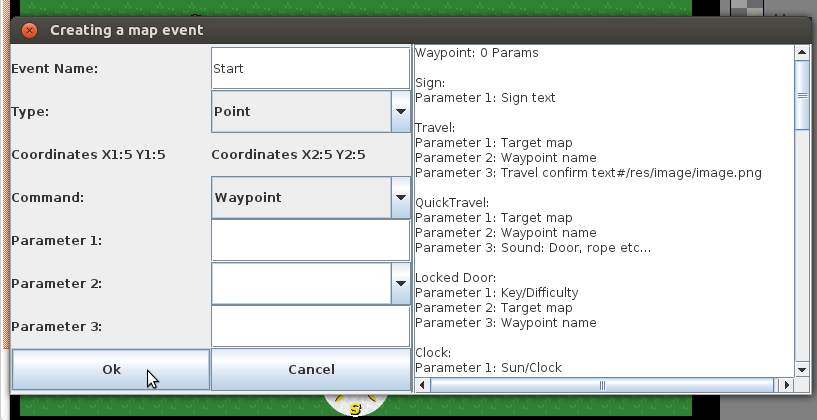 Creating a map event
Event Name:
Start
Type:
Point
Coordinates X1:5 Y1:5
Coordinates X2:5 Y2:5
Command:
Waypoint
Parameter 1:
Parameter 2:
Parameter 3:
Ok
Cancel
Waypoint: 0 Params
Sign:
Parameter 1: Sign text
Travel:
Parameter 1: Target map
Parameter 2: Waypoint name
Parameter 3: Travel confirm text#/res/image/image.png
QuickTravel:
Parameter 1: Target map
Parameter 2: Waypoint name
Parameter 3: Sound: Door, rope etc...
Locked Door:
Parameter 1: Key/Difficulty
Parameter 2: Target map
Parameter 3: Waypoint name
Clock:
Parameter 1: Sun/Clock
S